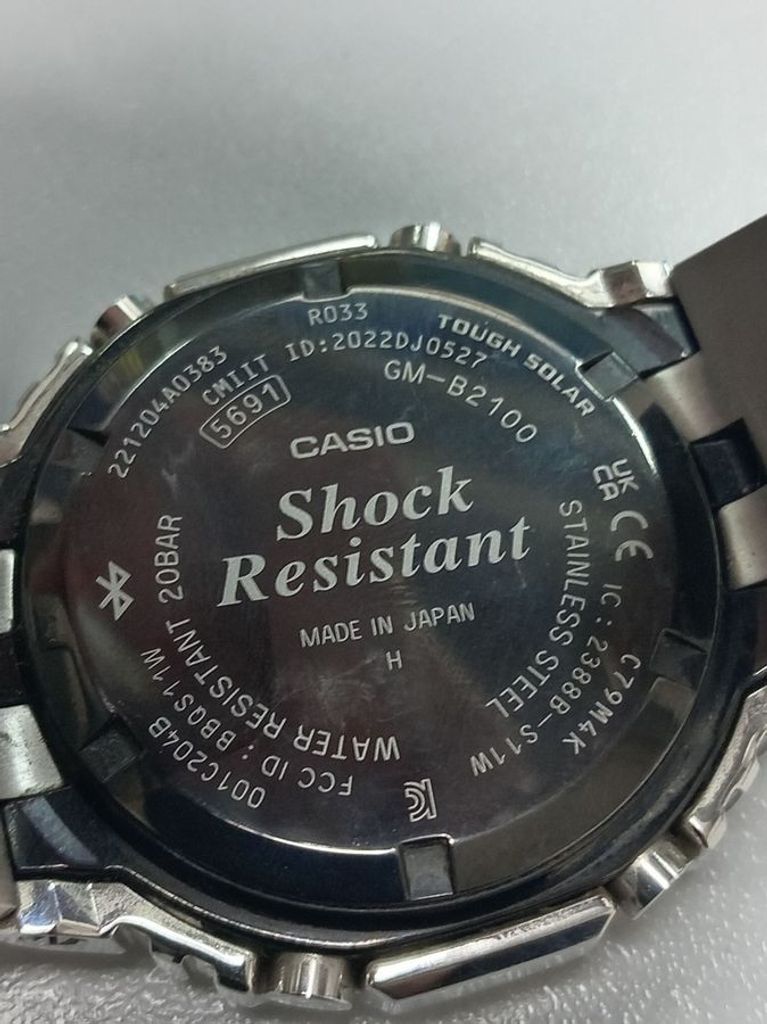 R033
TOUGH SOLAR
221204A0383
CMIIT ID:2022DJ0527
5691
GM-B2100
CASIO
Shock
Resistant
MADE IN JAPAN
H
UK
CA
CE
STAINLESS STEEL
IC: 2388B-S11W
C79M4K
WATER RESISTANT 20BAR
FCC ID: BBQS11W
001C204B